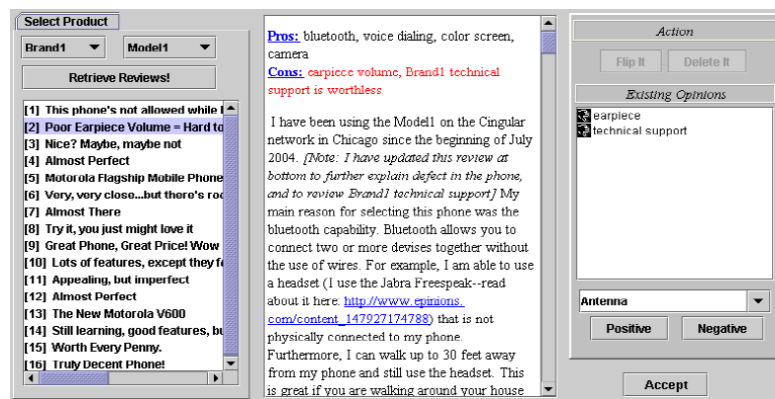 Select Product
Brand1
Model1
Retrieve Reviews!
[1] This phone's not allowed while
[2] Poor Earpiece Volume = Hard to
[3] Nice? Maybe, maybe not
[4] Almost Perfect
[5] Motorola Flagship Mobile Phone
[6] Very, very close...but there's roo
[7] Almost There
[8] Try it, you just might love it
[9] Great Phone, Great Price! Wow
[10] Lots of features, except they fo
[11] Appealing, but imperfect
[12] Almost Perfect
[13] The New Motorola V600
[14] Still learning, good features, bu
[15] Worth Every Penny.
[16] Truly Decent Phone!
Pros: bluetooth, voice dialing, color screen,
camera
Cons: earpiece volume, Brand1 technical
support is worthless
I have been using the Model1 on the Cingular
network in Chicago since the beginning of July
2004. [Note: I have updated this review at
bottom to further explain defect in the phone,
and to review Brand1 technical support] My
main reason for selecting this phone was the
bluetooth capability. Bluetooth allows you to
connect two or more devises together without
the use of wires. For example, I am able to use
a headset (I use the Jabra Freespeak--read
about it here: http://www.epinions.
com/content_147927174788) that is not
physically connected to my phone.
Furthermore, I can walk up to 30 feet away
from my phone and still use the headset. This
is great if you are walking around your house
Action
Flip It
Delete It
Existing Opinions
earpiece
technical support
Antenna
Positive
Negative
Accept